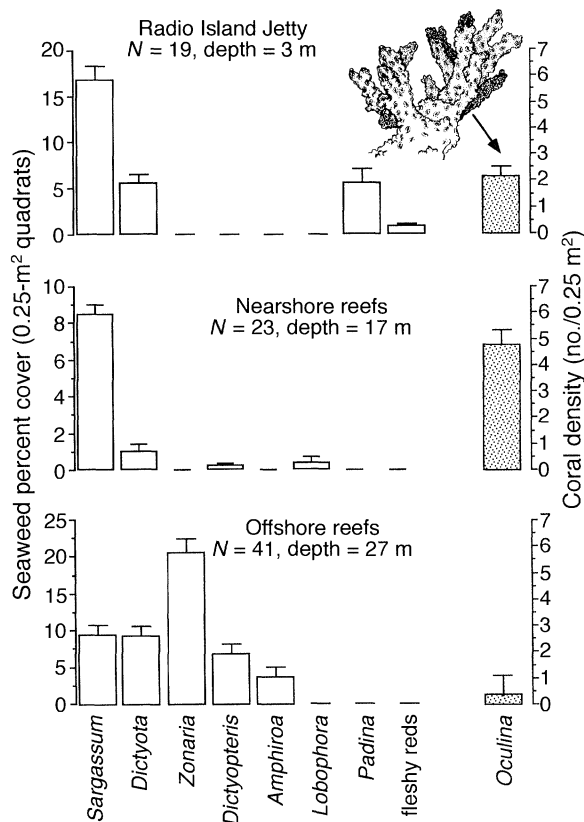 Radio Island Jetty
N = 19, depth = 3 m
20
15
10
5
0
7
6
5
4
3
2
1
0
Nearshore reefs
N = 23, depth = 17 m
10
8
6
4
2
0
7
6
5
4
3
2
1
0
Offshore reefs
N = 41, depth = 27 m
25
20
15
10
5
0
7
6
5
4
3
2
1
0
Seaweed percent cover (0.25-m² quadrats)
Coral density (no./0.25 m²)
Sargassum
Dictyota
Zonaria
Dictyopteris
Amphiroa
Lobophora
Padina
fleshy reds
Oculina